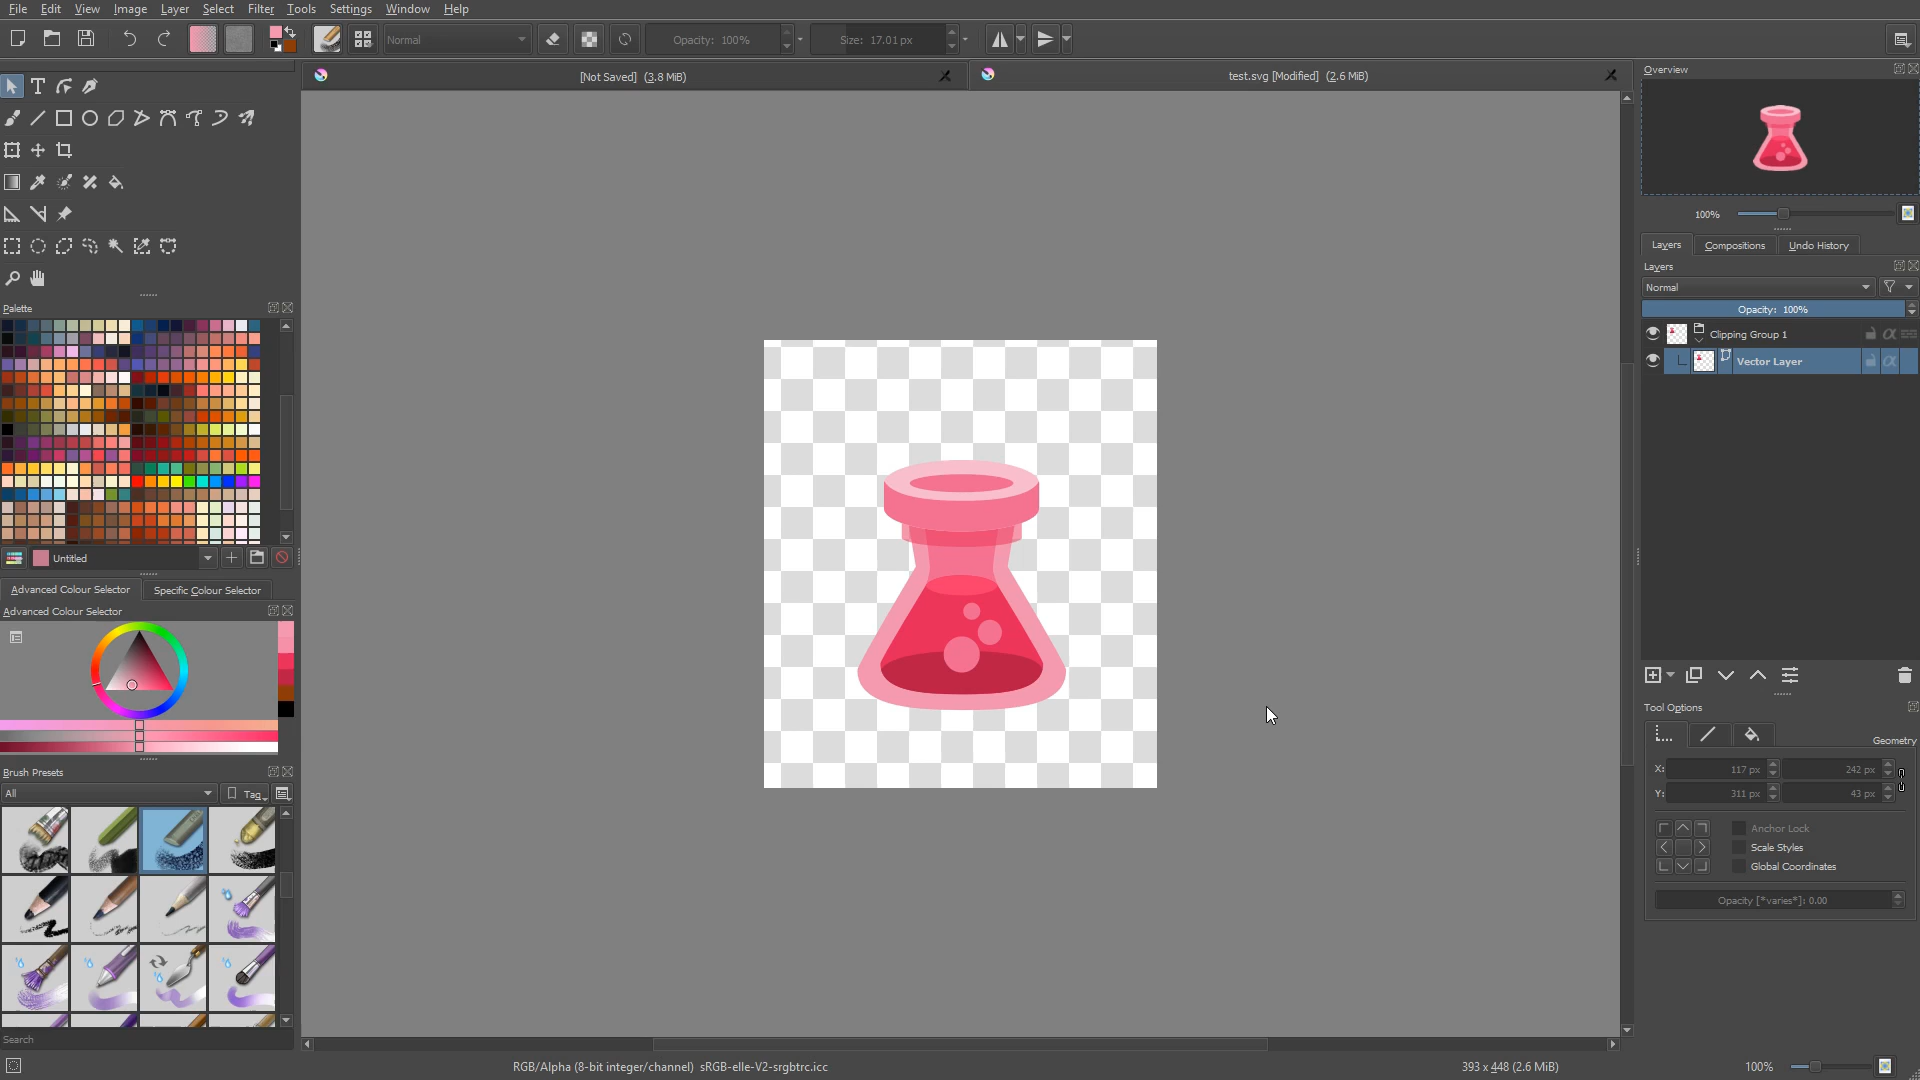 File Edit View Image Layer Select Filter Tools Settings Window Help
Normal Opacity: 100% Size: 17.01 px
[Not Saved] (3.8 MiB) test.svg [Modified] (2.6 MiB)
Overview
100%
Layers Compositions Undo History
Layers
Normal
Opacity: 100%
Clipping Group 1
Vector Layer
Palette
Untitled
Advanced Colour Selector Specific Colour Selector
Advanced Colour Selector
Brush Presets
All Tag
Search
Tool Options
Geometry
X: 117 px 242 px
Y: 311 px 43 px
Anchor Lock
Scale Styles
Global Coordinates
Opacity [*varies*]: 0.00
RGB/Alpha (8-bit integer/channel) sRGB-elle-V2-srgbtrc.icc 393 x 448 (2.6 MiB) 100%